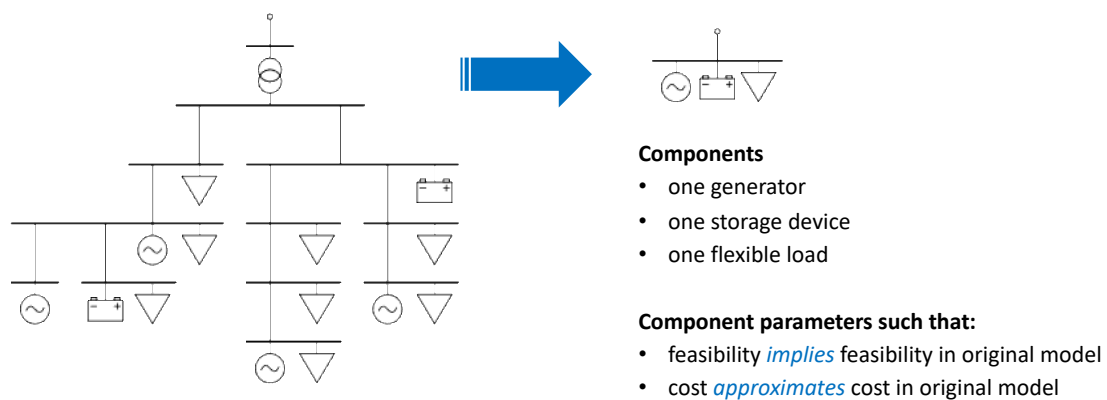 Components
• one generator
• one storage device
• one flexible load
Component parameters such that:
• feasibility implies feasibility in original model
• cost approximates cost in original model